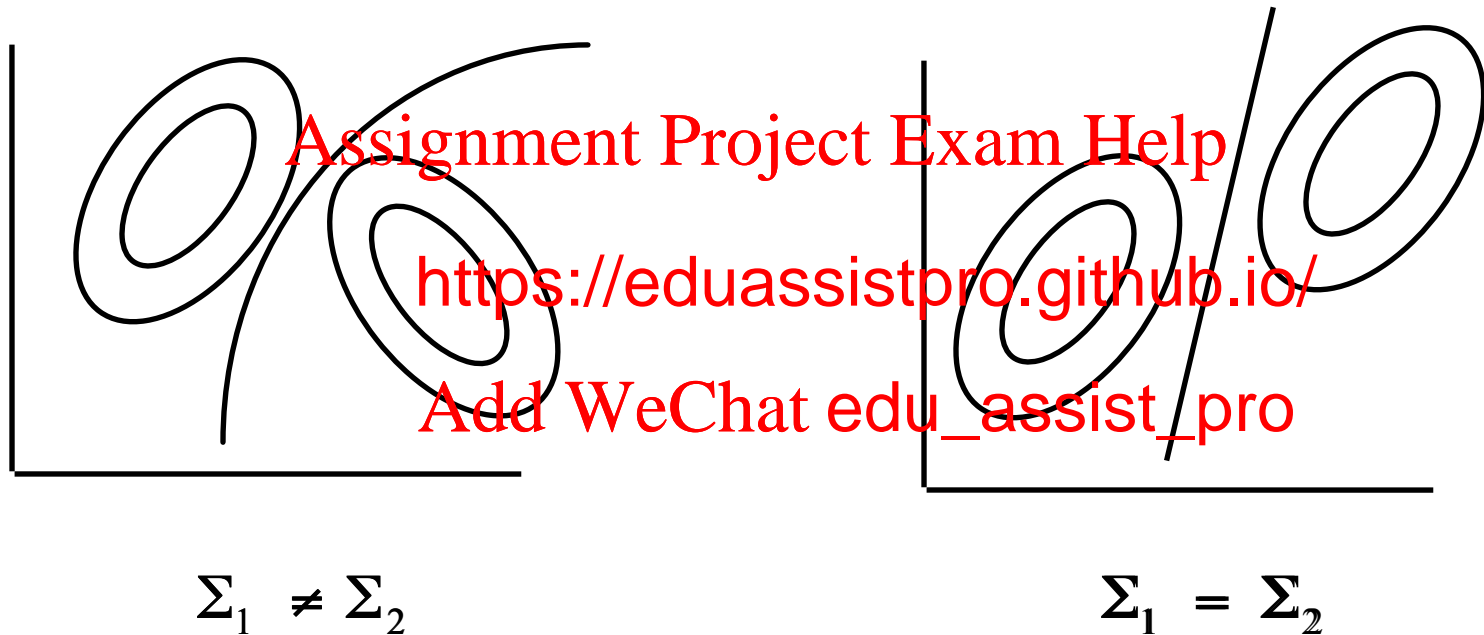 Assignment Project Exam Help
https://eduassistpro.github.io/
Add WeChat edu_assist_pro
Σ₁ ≠ Σ₂
Σ₁ = Σ₂